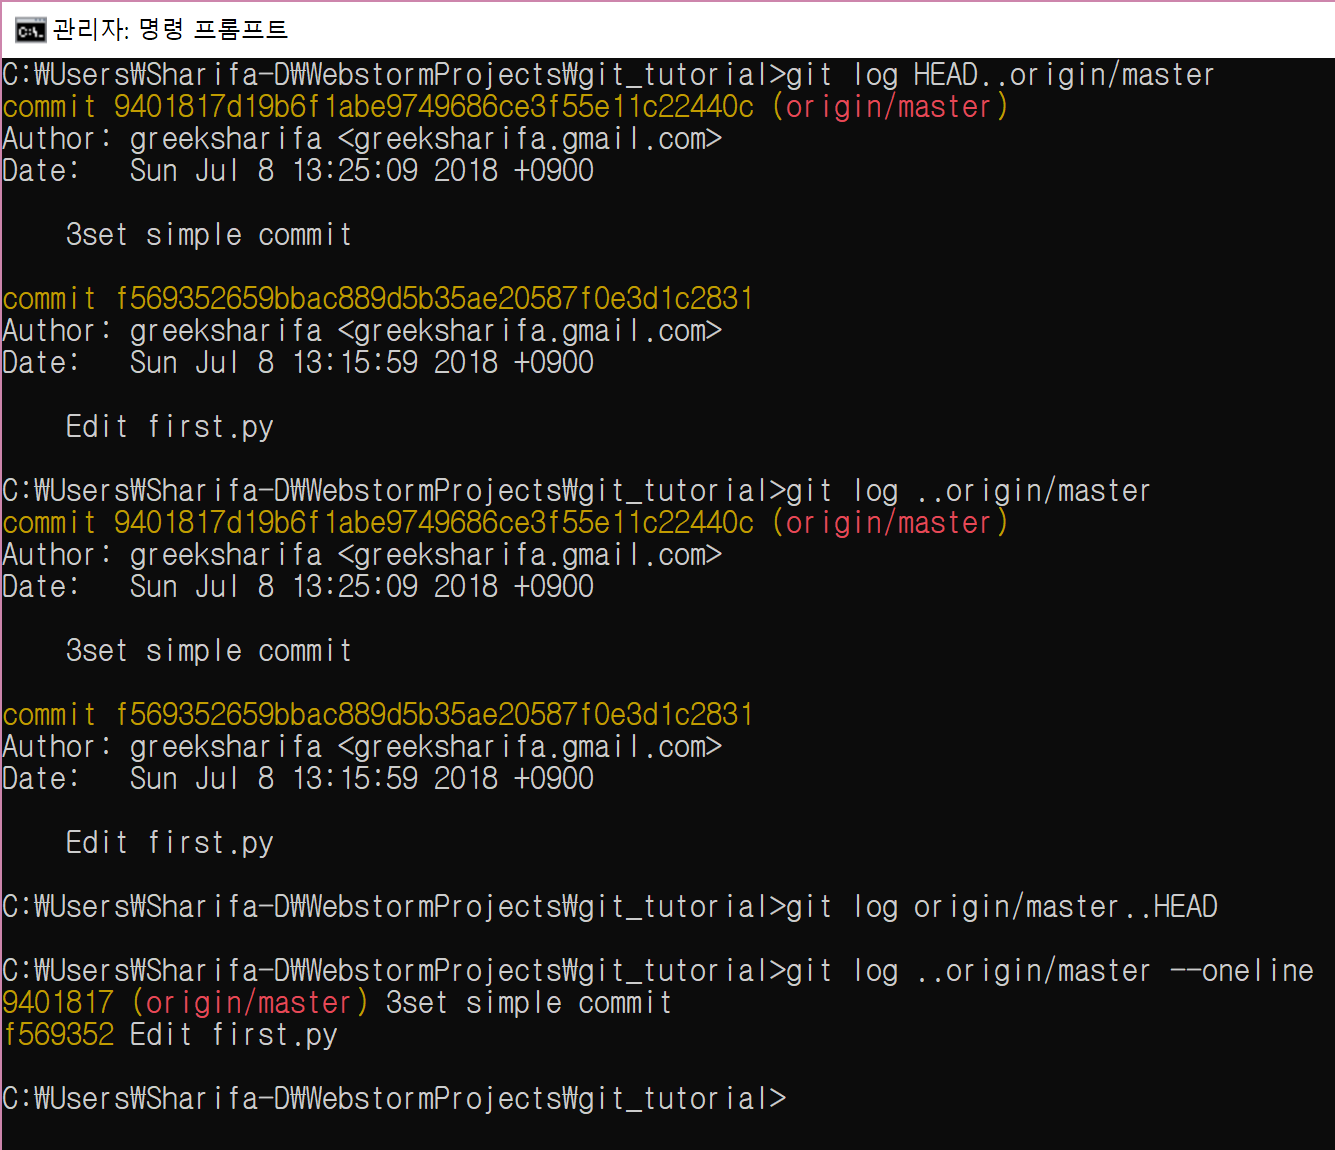 관리자: 명령 프롬프트
C:₩Users₩Sharifa-D₩WebstormProjects₩git_tutorial>git log HEAD..origin/master
commit 9401817d19b6f1abe9749686ce3f55e11c22440c (origin/master)
Author: greeksharifa <greeksharifa.gmail.com>
Date:   Sun Jul 8 13:25:09 2018 +0900
3set simple commit
commit f569352659bbac889d5b35ae20587f0e3d1c2831
Author: greeksharifa <greeksharifa.gmail.com>
Date:   Sun Jul 8 13:15:59 2018 +0900
Edit first.py
C:₩Users₩Sharifa-D₩WebstormProjects₩git_tutorial>git log ..origin/master
commit 9401817d19b6f1abe9749686ce3f55e11c22440c (origin/master)
Author: greeksharifa <greeksharifa.gmail.com>
Date:   Sun Jul 8 13:25:09 2018 +0900
3set simple commit
commit f569352659bbac889d5b35ae20587f0e3d1c2831
Author: greeksharifa <greeksharifa.gmail.com>
Date:   Sun Jul 8 13:15:59 2018 +0900
Edit first.py
C:₩Users₩Sharifa-D₩WebstormProjects₩git_tutorial>git log origin/master..HEAD
C:₩Users₩Sharifa-D₩WebstormProjects₩git_tutorial>git log ..origin/master --oneline
9401817 (origin/master) 3set simple commit
f569352 Edit first.py
C:₩Users₩Sharifa-D₩WebstormProjects₩git_tutorial>